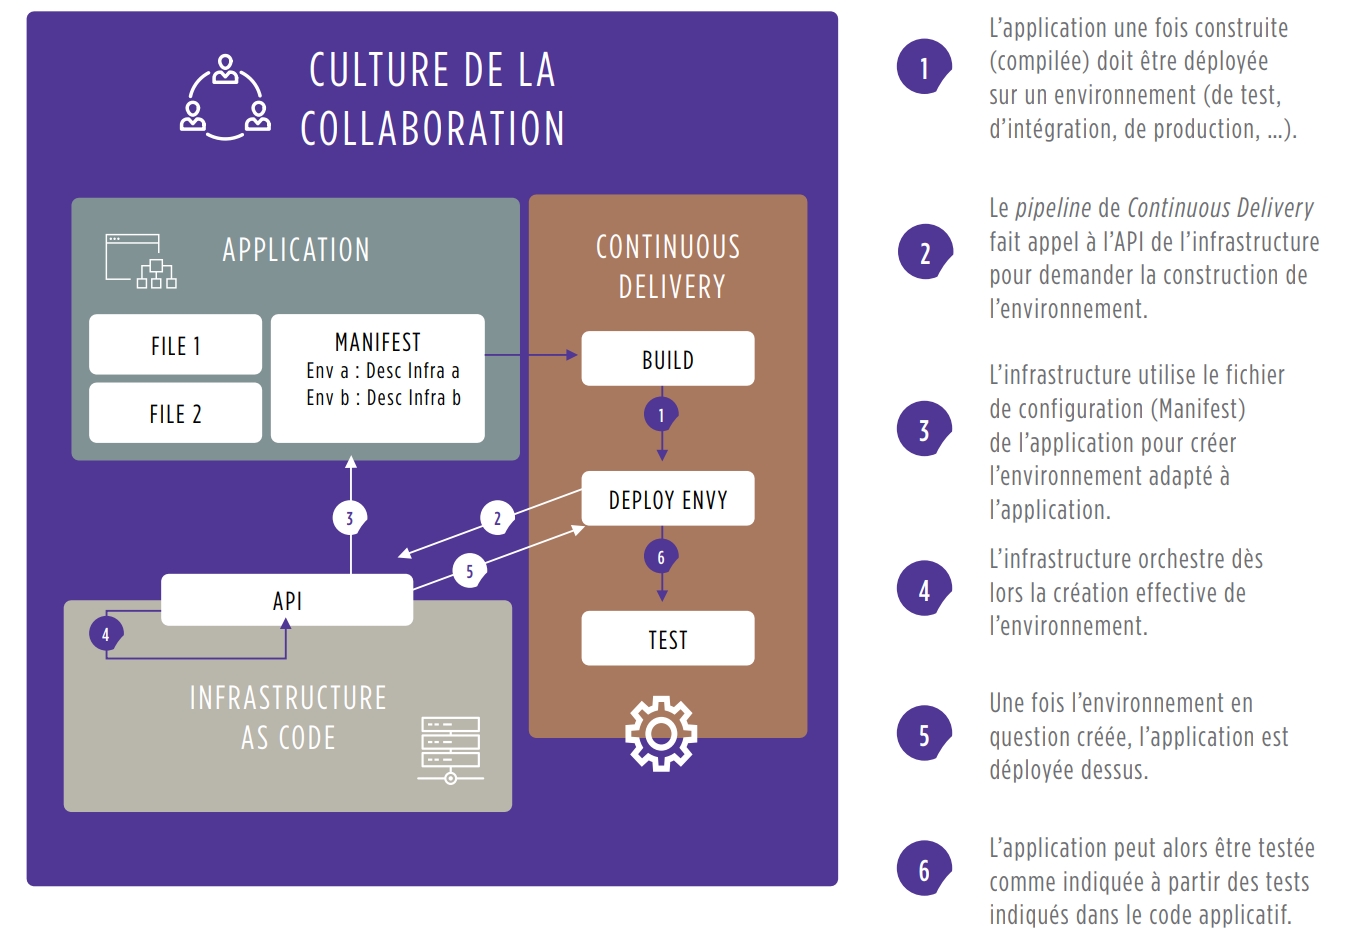 CULTURE DE LA
COLLABORATION
APPLICATION
FILE 1
FILE 2
MANIFEST
Env a : Desc Infra a
Env b : Desc Infra b
CONTINUOUS
DELIVERY
BUILD
1
DEPLOY ENVY
6
TEST
3
2
5
API
4
INFRASTRUCTURE
AS CODE
1
L'application une fois construite
(compilée) doit être déployée
sur un environnement (de test,
d'intégration, de production, ...).
2
Le pipeline de Continuous Delivery
fait appel à l'API de l'infrastructure
pour demander la construction de
l'environnement.
3
L'infrastructure utilise le fichier
de configuration (Manifest)
de l'application pour créer
l'environnement adapté à
l'application.
4
L'infrastructure orchestre dès
lors la création effective de
l'environnement.
5
Une fois l'environnement en
question créée, l'application est
déployée dessus.
6
L'application peut alors être testée
comme indiquée à partir des tests
indiqués dans le code applicatif.